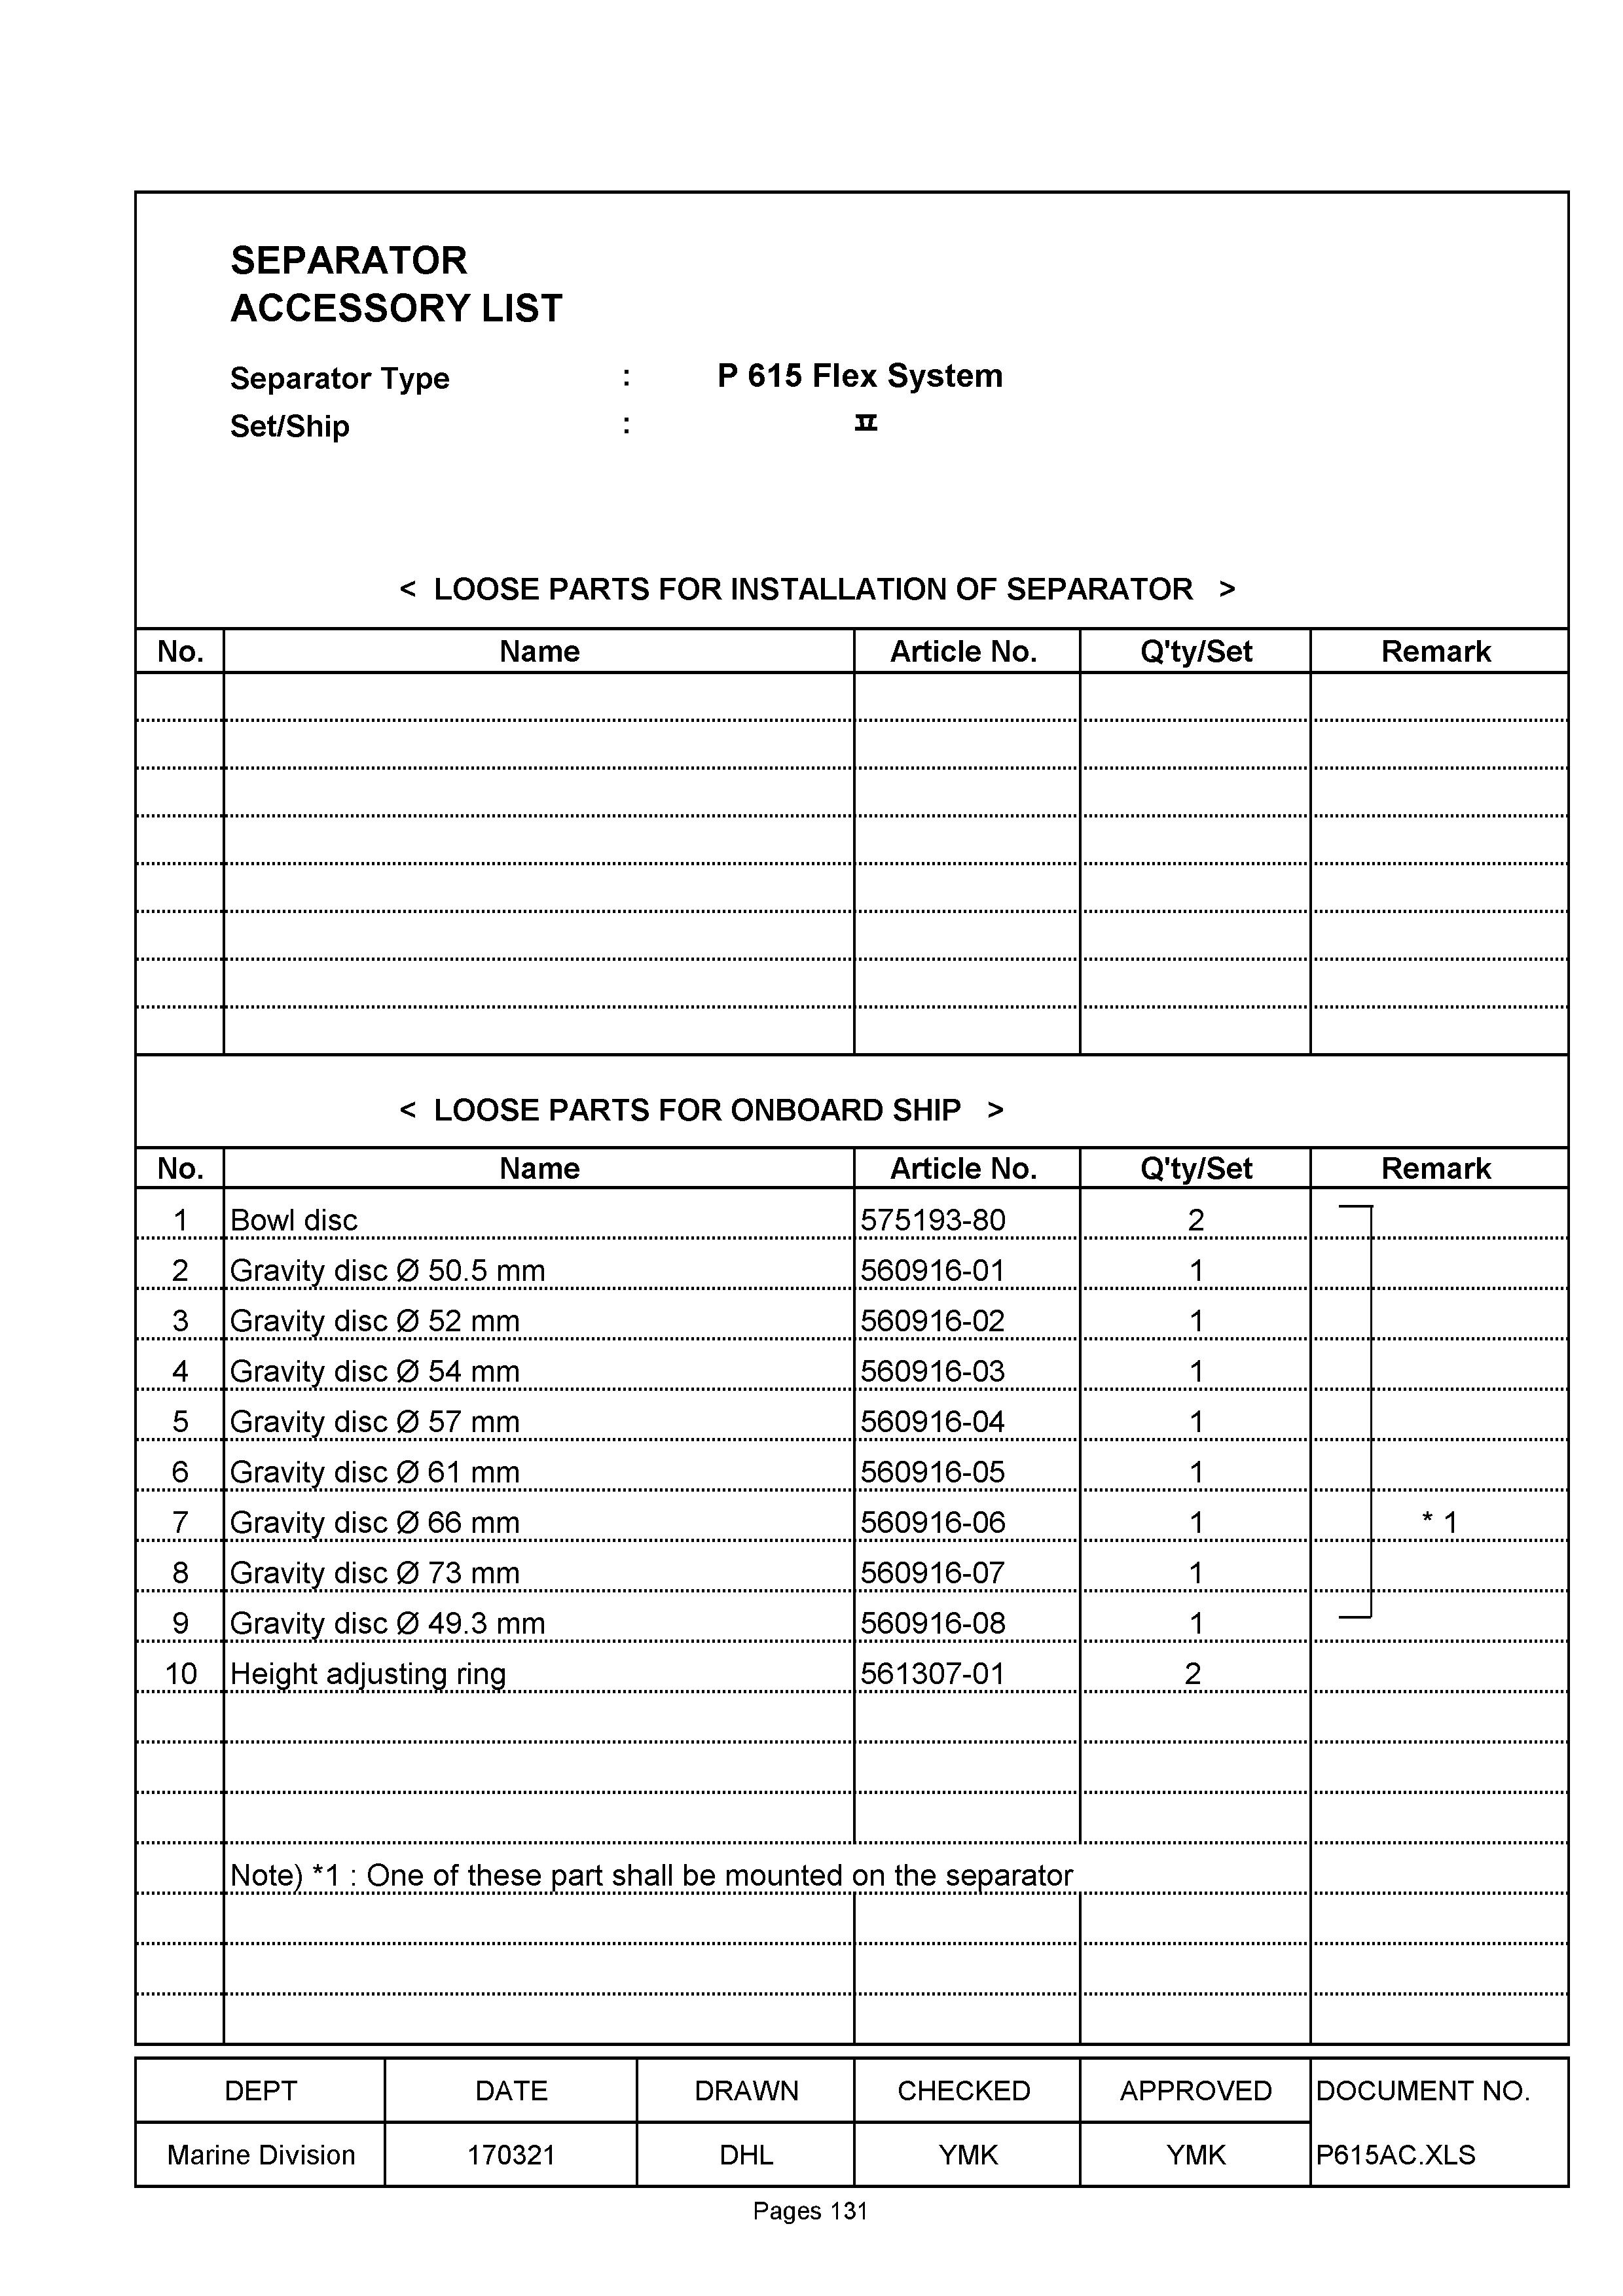 SEPARATOR
ACCESSORY LIST
Separator Type : P 615 Flex System
Set/Ship : Ⅱ
< LOOSE PARTS FOR INSTALLATION OF SEPARATOR >
No. Name Article No. Q'ty/Set Remark
< LOOSE PARTS FOR ONBOARD SHIP >
No. Name Article No. Q'ty/Set Remark
1 Bowl disc 575193-80 2
2 Gravity disc Ø 50.5 mm 560916-01 1
3 Gravity disc Ø 52 mm 560916-02 1
4 Gravity disc Ø 54 mm 560916-03 1
5 Gravity disc Ø 57 mm 560916-04 1
6 Gravity disc Ø 61 mm 560916-05 1
7 Gravity disc Ø 66 mm 560916-06 1 * 1
8 Gravity disc Ø 73 mm 560916-07 1
9 Gravity disc Ø 49.3 mm 560916-08 1
10 Height adjusting ring 561307-01 2
Note) *1 : One of these part shall be mounted on the separator
DEPT DATE DRAWN CHECKED APPROVED DOCUMENT NO.
Marine Division 170321 DHL YMK YMK P615AC.XLS
Pages 131